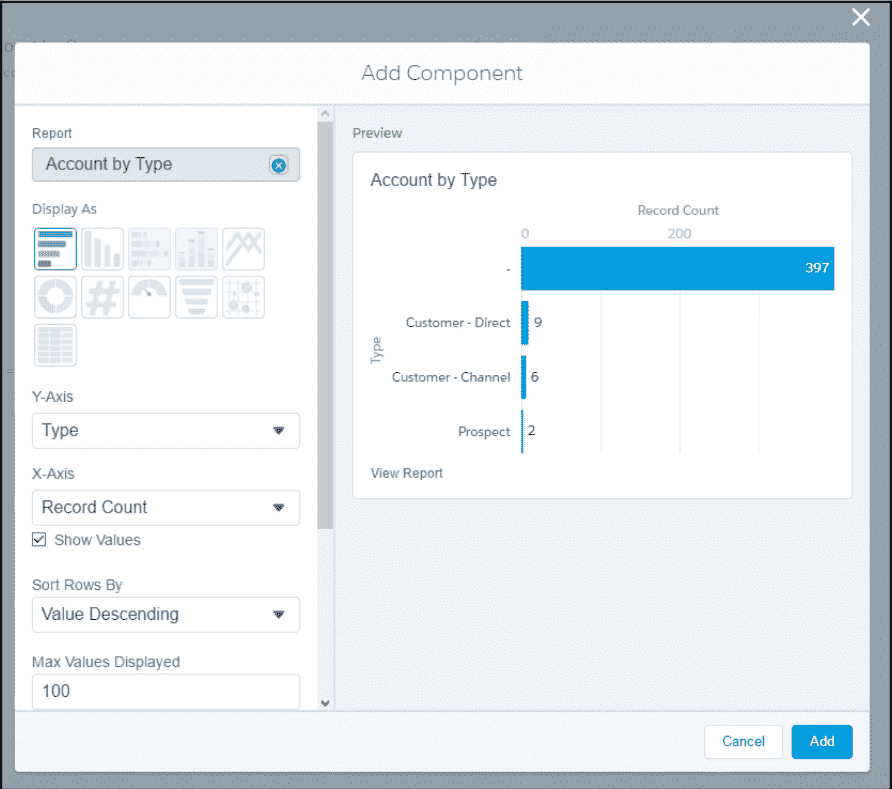 Add Component
Report
Account by Type
Display As
Y-Axis
Type
X-Axis
Record Count
Show Values
Sort Rows By
Value Descending
Max Values Displayed
100
Preview
Account by Type
Record Count
0 200
- 397
Customer - Direct 9
Type
Customer - Channel 6
Prospect 2
View Report
Cancel Add